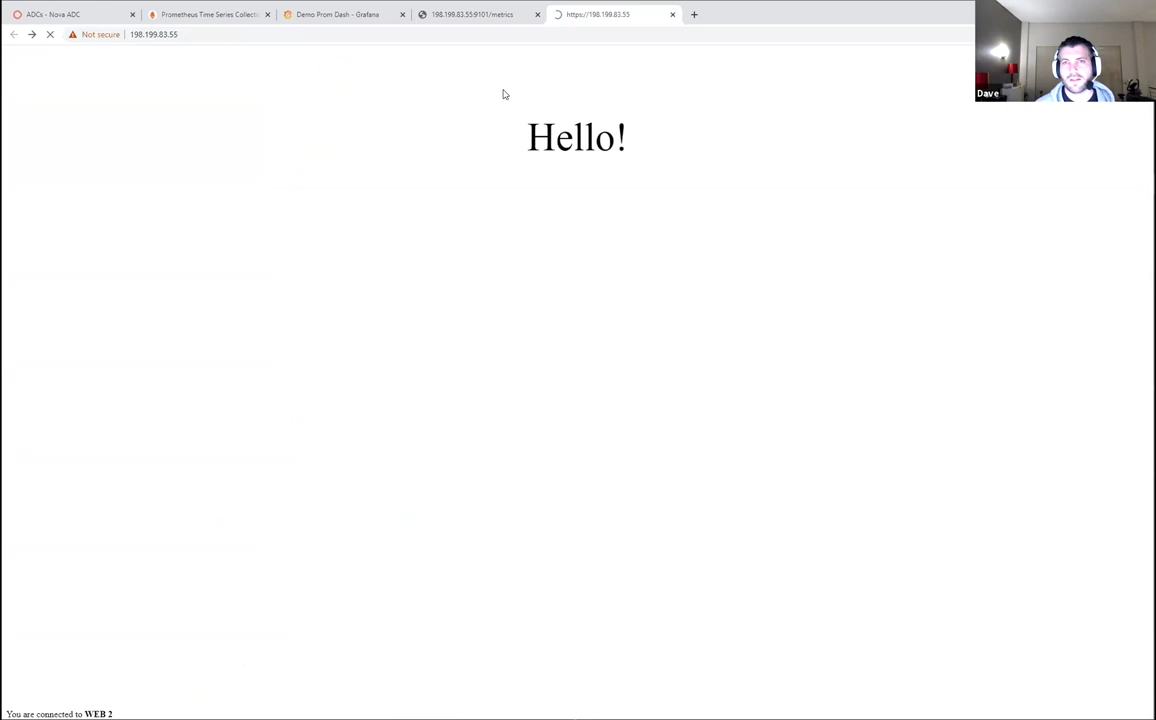 ADCs - Nova ADC
Prometheus Time Series Collecti
Demo Prom Dash - Grafana
198.199.83.55:9101/metrics
https://198.199.83.55
Not secure
198.199.83.55
Dave
Hello!
You are connected to WEB 2